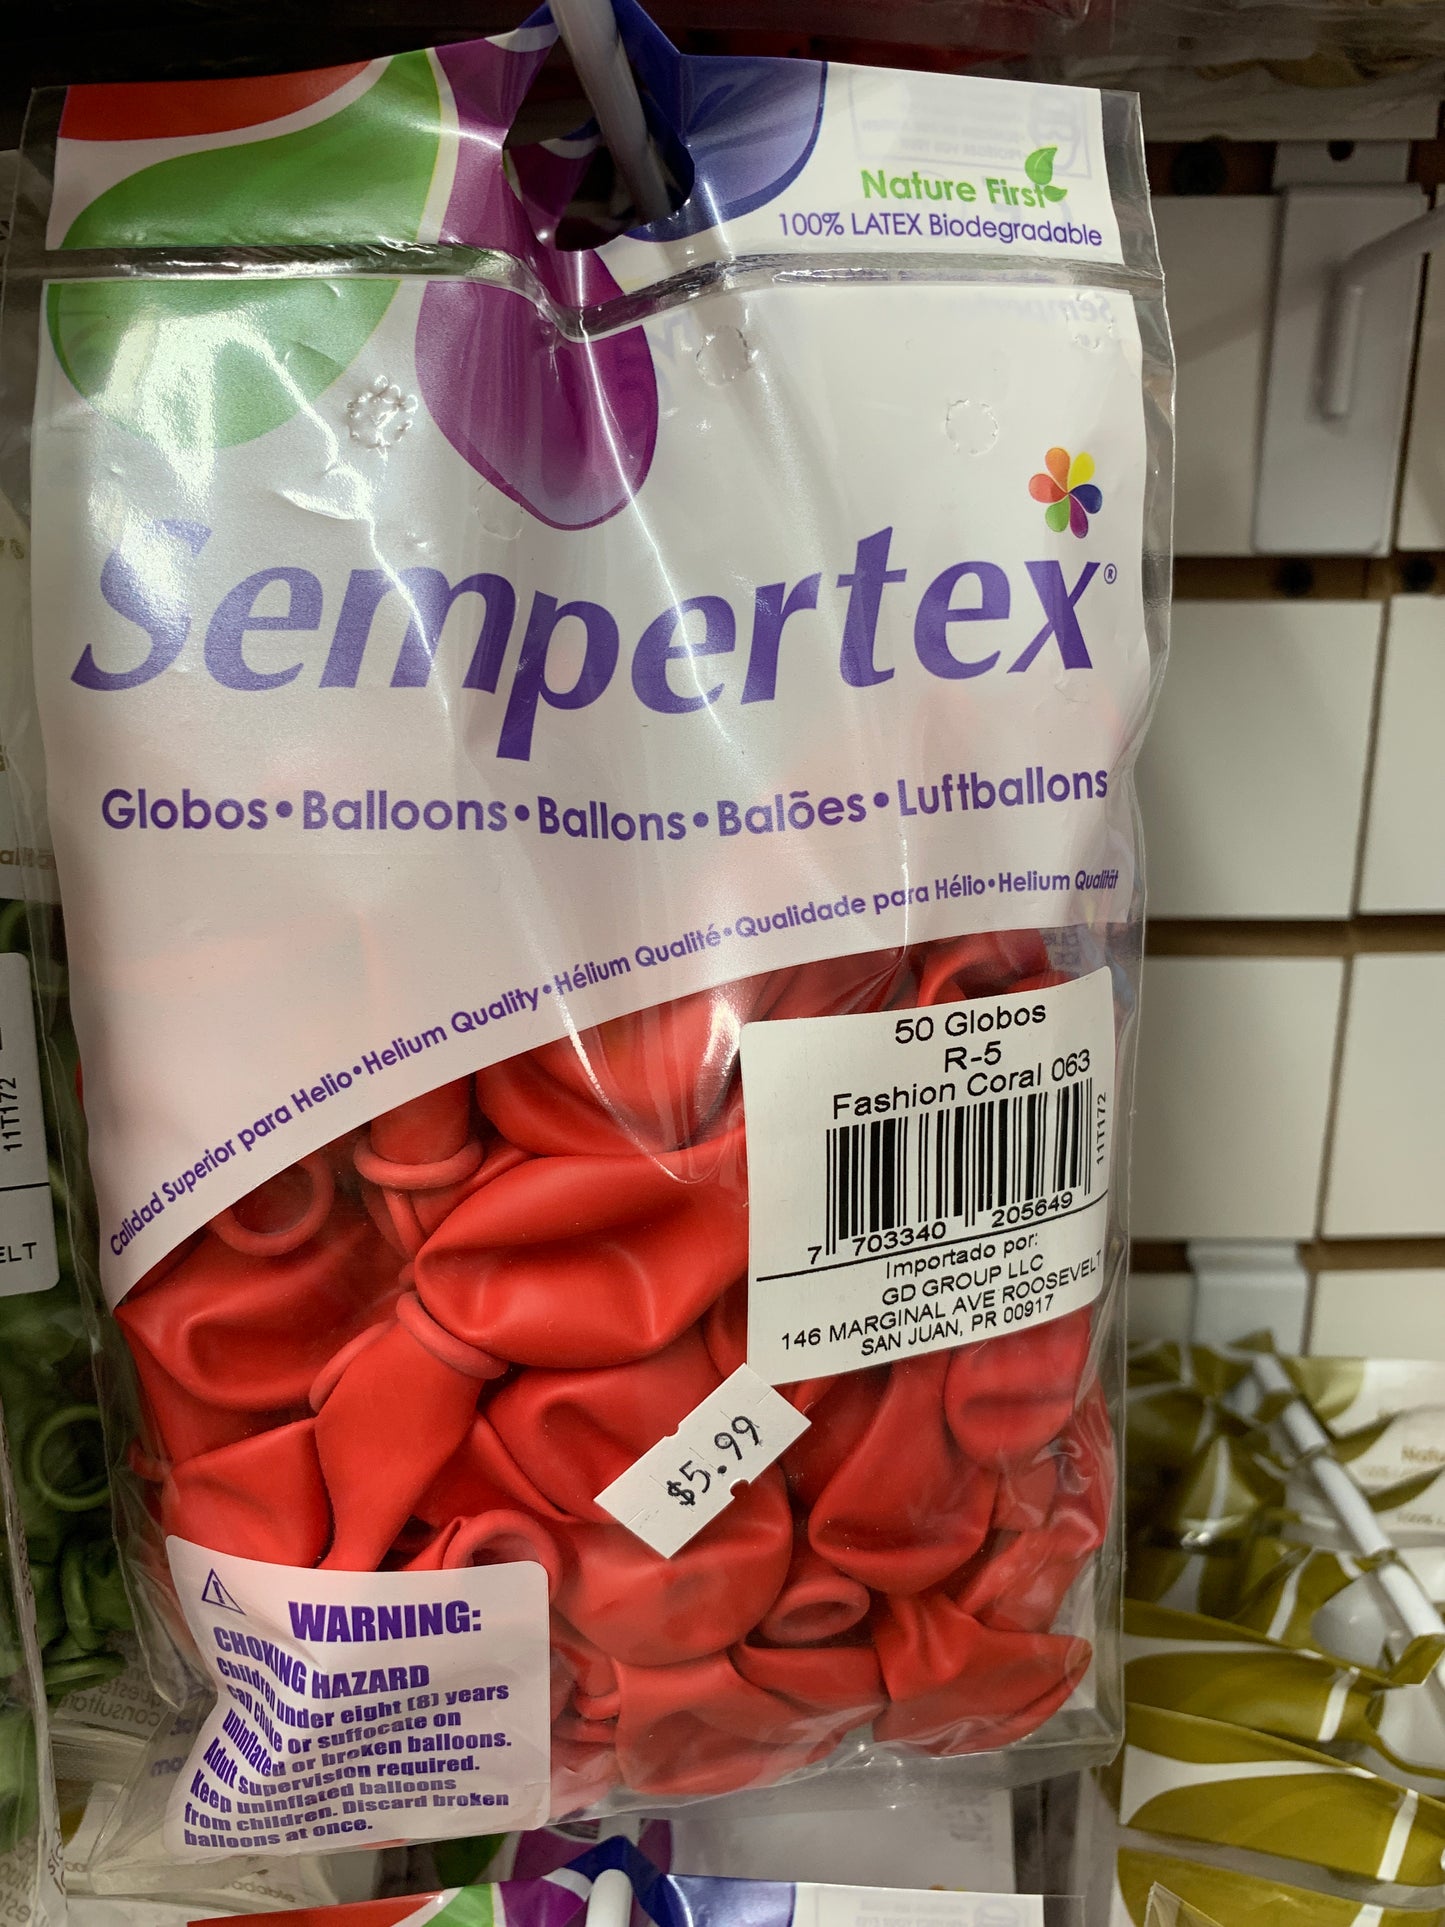 Nature First
100% LATEX Biodegradable
Sempertex®
Globos • Balloons • Ballons • Balões • Luftballons
Calidad Superior para Helio • Helium Quality • Hélium Qualité • Qualidade para Hélio • Helium Qualität
50 Globos
R-5
Fashion Coral 063
11T172
7 703340 205649
Importado por:
GD GROUP LLC
146 MARGINAL AVE ROOSEVELT
SAN JUAN, PR 00917
$5.99
WARNING:
CHOKING HAZARD
Children under eight (8) years
can choke or suffocate on
uninflated or broken balloons.
Adult supervision required.
Keep uninflated balloons
from children. Discard broken
balloons at once.
11T172
ELT